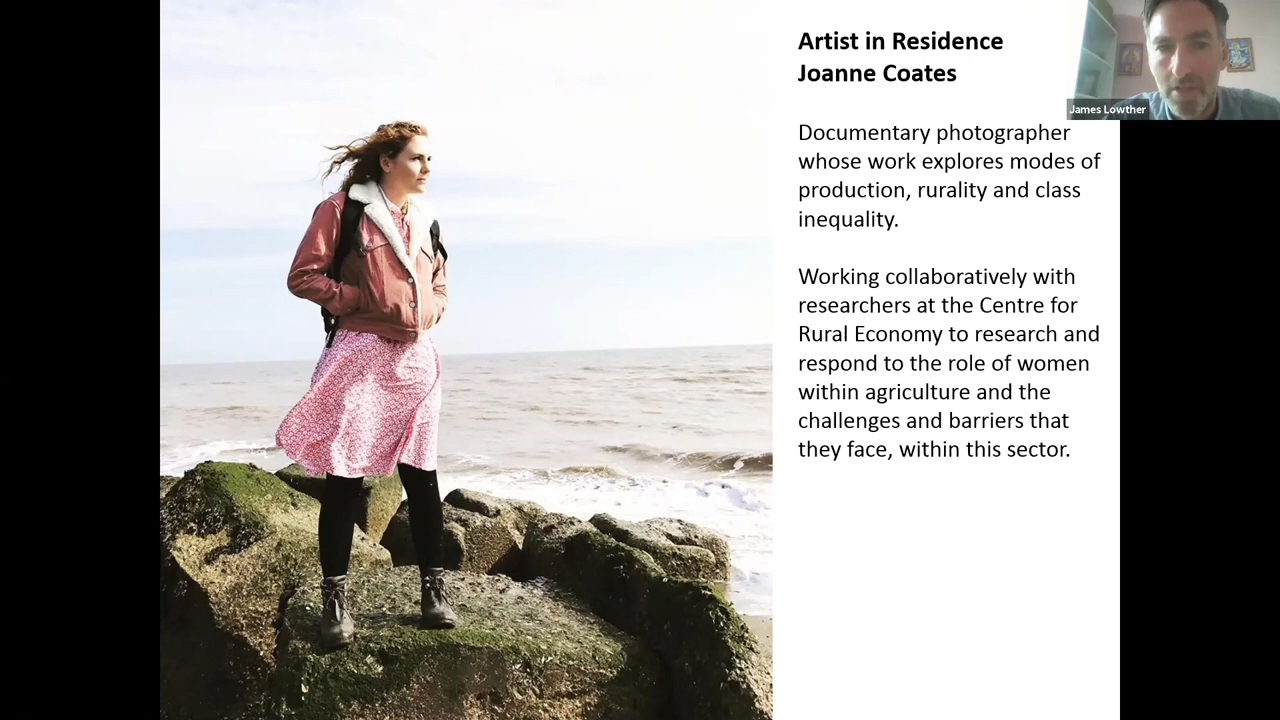 Artist in Residence
Joanne Coates
James Lowther
Documentary photographer
whose work explores modes of
production, rurality and class
inequality.
Working collaboratively with
researchers at the Centre for
Rural Economy to research and
respond to the role of women
within agriculture and the
challenges and barriers that
they face, within this sector.